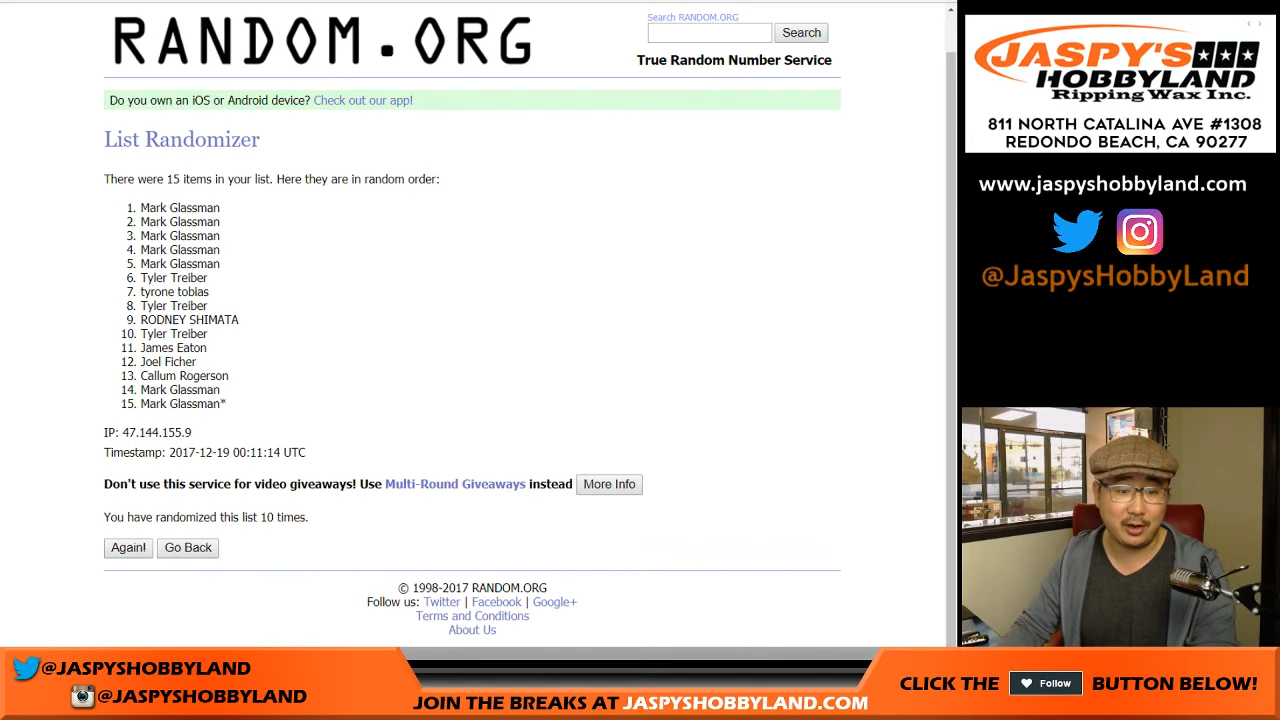 RANDOM.ORG
Search RANDOM.ORG
Search
True Random Number Service
Do you own an iOS or Android device? Check out our app!
List Randomizer
There were 15 items in your list. Here they are in random order:
1. Mark Glassman
2. Mark Glassman
3. Mark Glassman
4. Mark Glassman
5. Mark Glassman
6. Tyler Treiber
7. tyrone tobias
8. Tyler Treiber
9. RODNEY SHIMATA
10. Tyler Treiber
11. James Eaton
12. Joel Ficher
13. Callum Rogerson
14. Mark Glassman
15. Mark Glassman*
IP: 47.144.155.9
Timestamp: 2017-12-19 00:11:14 UTC
Don't use this service for video giveaways! Use Multi-Round Giveaways instead More Info
You have randomized this list 10 times.
Again! Go Back
© 1998-2017 RANDOM.ORG
Follow us: Twitter | Facebook | Google+
Terms and Conditions
About Us
JASPY'S
HOBBYLAND
Ripping Wax Inc.
811 NORTH CATALINA AVE #1308
REDONDO BEACH, CA 90277
www.jaspyshobbyland.com
@JaspysHobbyLand
@JASPYSHOBBYLAND
@JASPYSHOBBYLAND
JOIN THE BREAKS AT JASPYSHOBBYLAND.COM
CLICK THE Follow BUTTON BELOW!